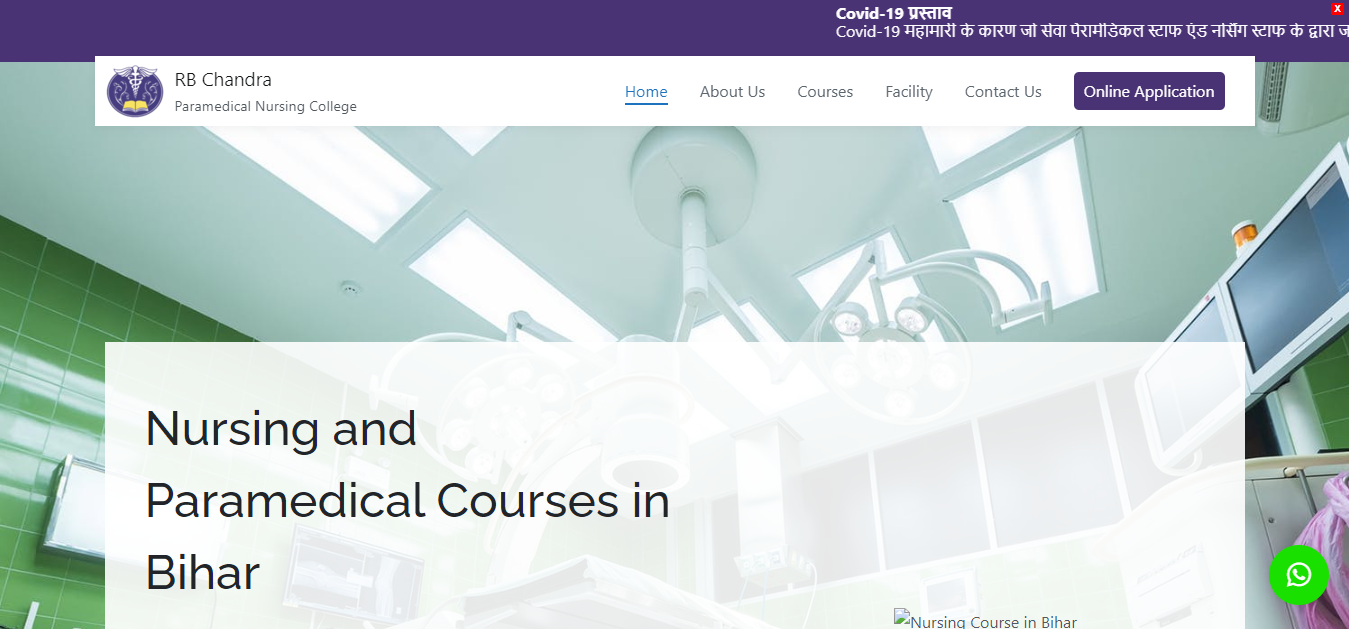 Covid-19 प्रस्ताव
x
Covid-19 महामारी के कारण जो सेवा पैरामेडिकल स्टाफ एंड नर्सिंग स्टाफ के द्वारा
RB Chandra
Paramedical Nursing College
Home
About Us
Courses
Facility
Contact Us
Online Application
Nursing and
Paramedical Courses in
Bihar
Nursing Course in Bihar